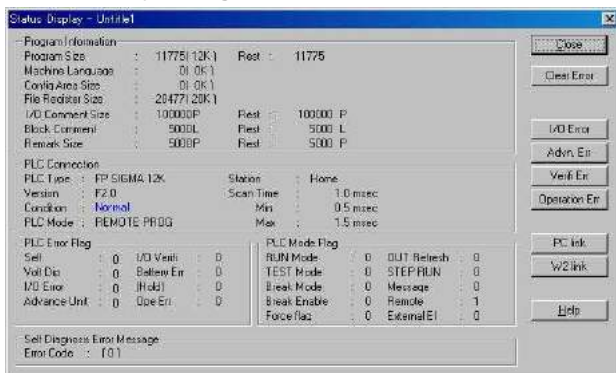 Status Display - Untitle1
Program Information
Program Size : 11775( 12K ) Rest : 11775
Machine Language : 0( 0K )
Config Area Size : 0( 0K )
File Register Size : 20477( 20K )
I/O Comment Size : 100000P Rest : 100000 P
Block Comment : 5000L Rest : 5000 L
Remark Size : 5000P Rest : 5000 P
PLC Connection
PLC Type : FP SIGMA 12K Station : Home
Version : F2.0 Scan Time : 1.0 msec
Condition : Normal Min : 0.5 msec
PLC Mode : REMOTE PROG Max : 1.5 msec
PLC Error Flag
Self : 0 I/O Verifi : 0
Volt Dip : 0 Battery Err : 0
I/O Error : 0 (Hold) : 0
Advance Unit : 0 Ope Err : 0
PLC Mode Flag
RUN Mode : 0 OUT Refresh : 0
TEST Mode : 0 STEP RUN : 0
Break Mode : 0 Message : 0
Break Enable : 0 Remote : 1
Force flag : 0 External EI : 0
Self Diagnosis Error Message
Error Code : [ 0 ]
Close
Clear Error
I/O Error
Advn. Err
Verifi Err
Operation Err
PC link
W2 link
Help